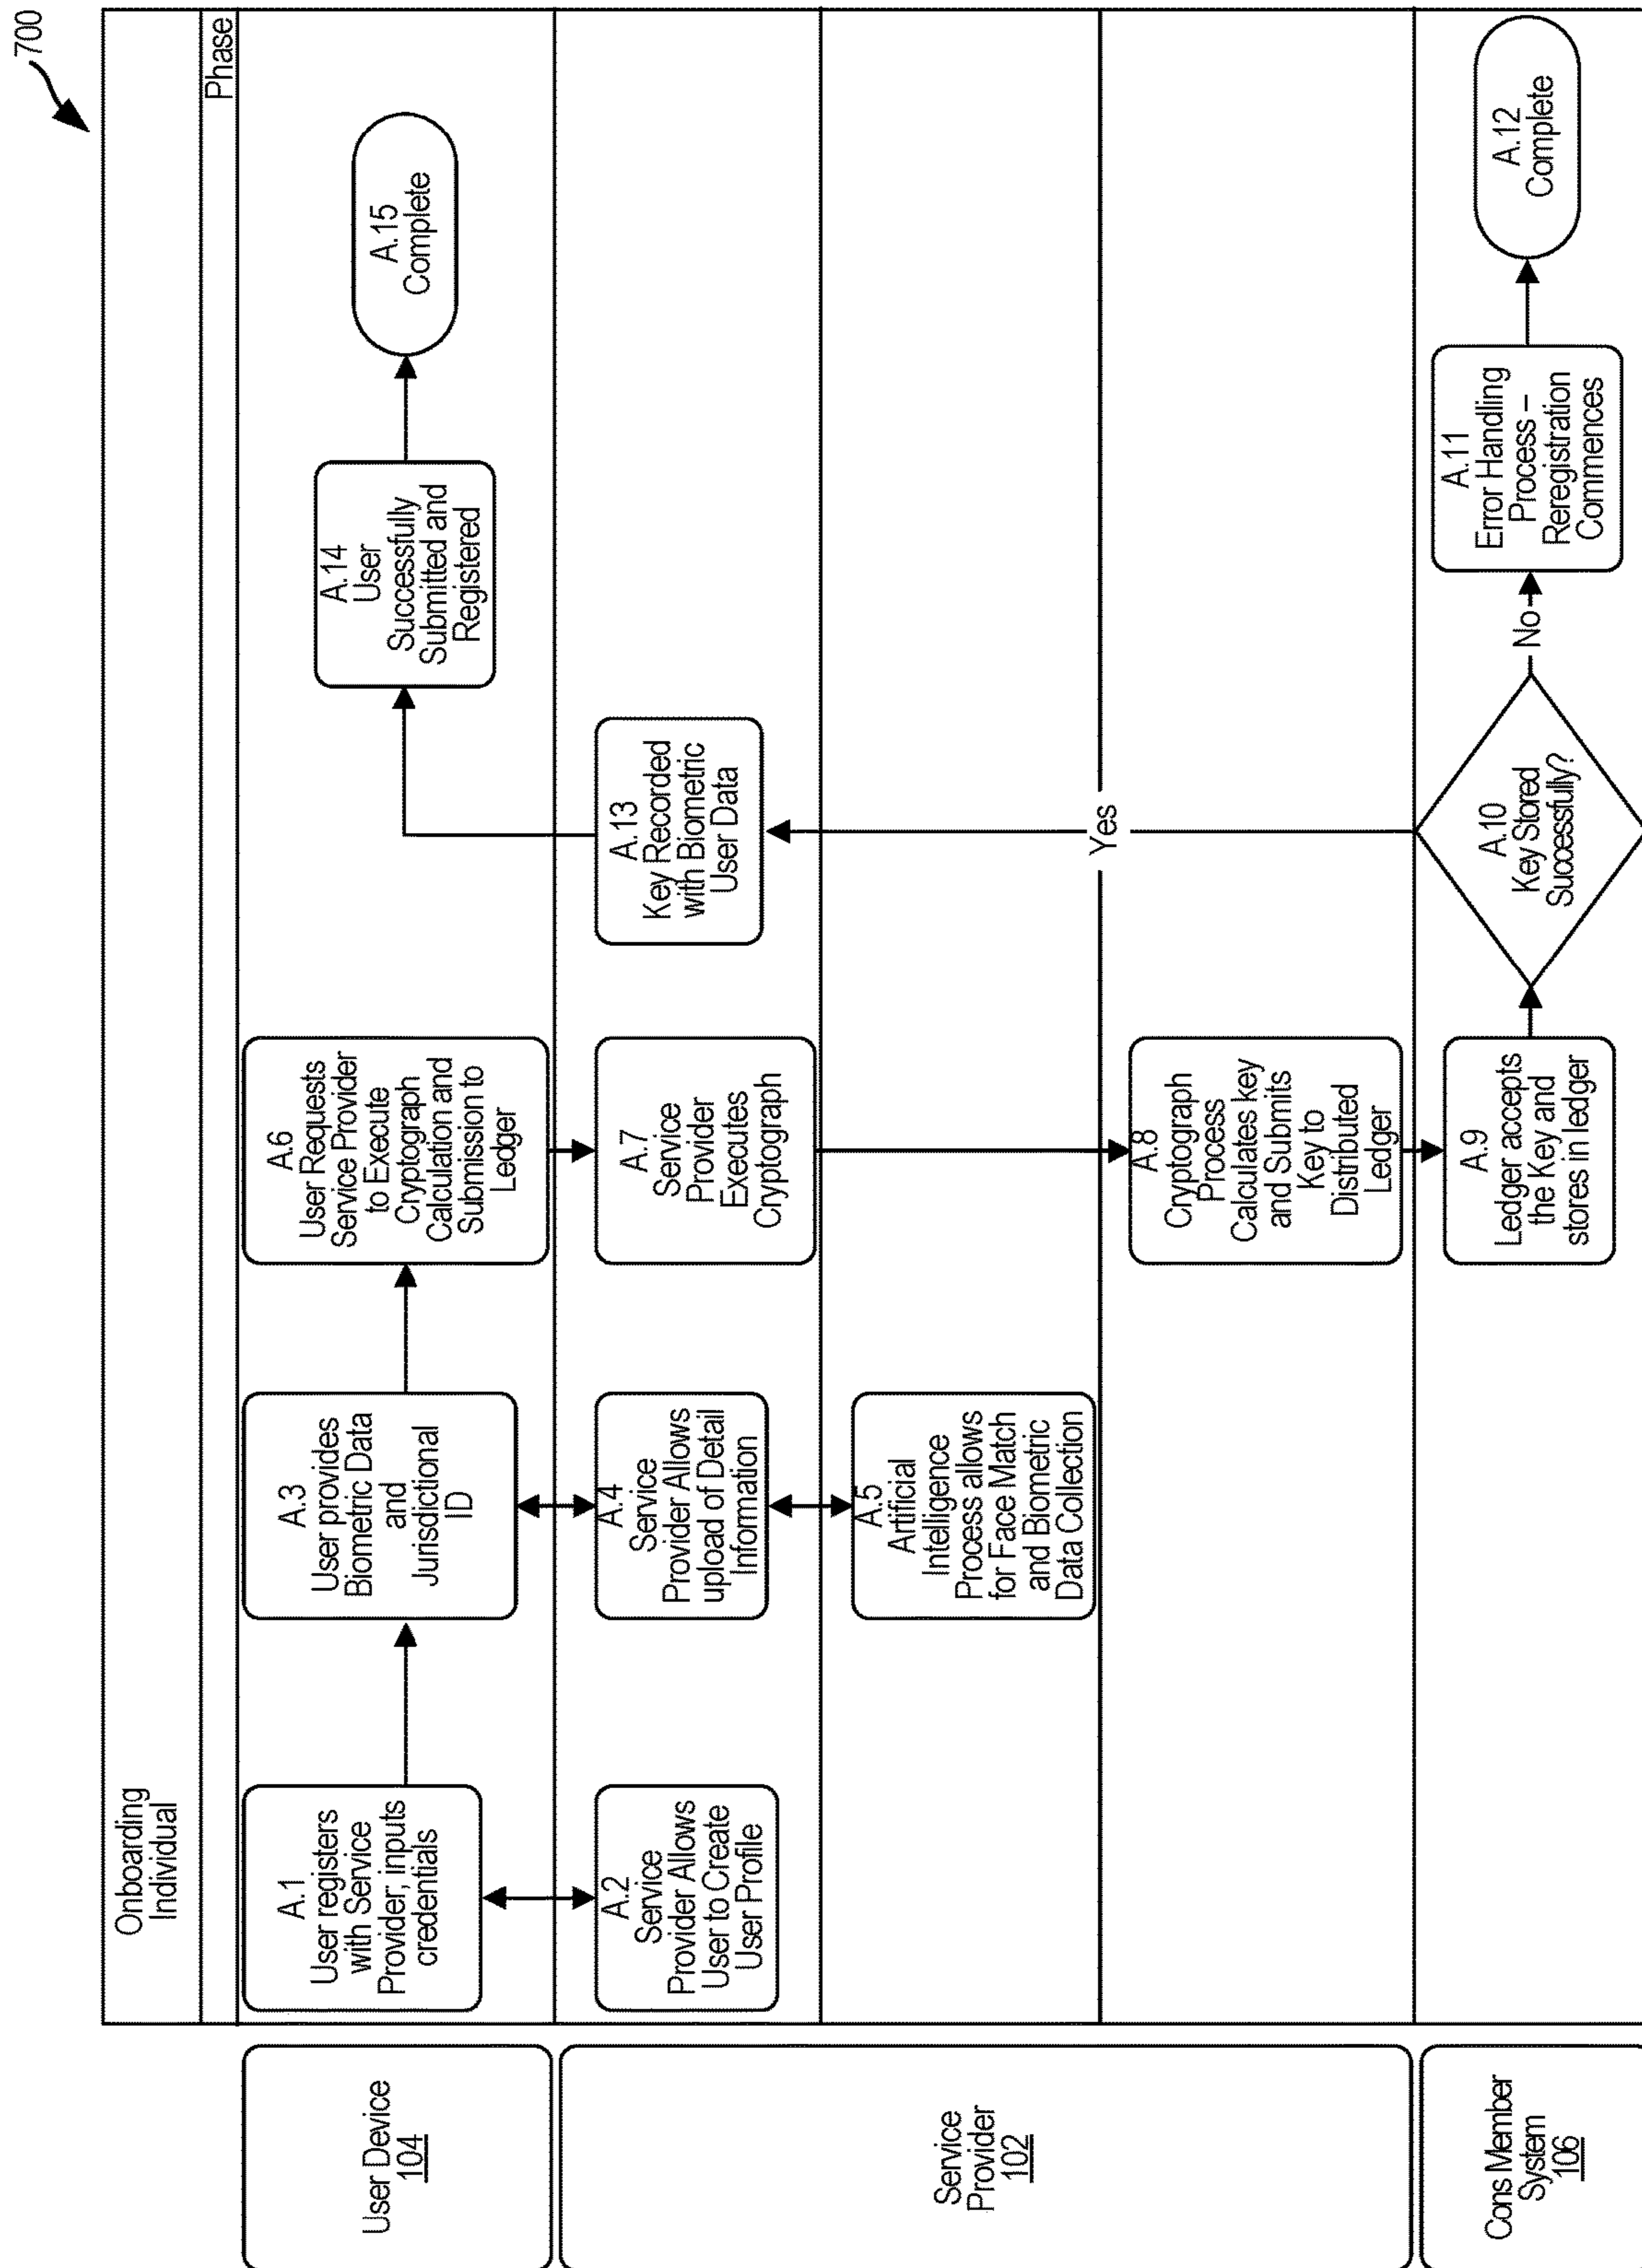 700
Onboarding
Individual
Phase
User Device
104
A.1
User registers
with Service
Provider; inputs
credentials
A.3
User provides
Biometric Data
and
Jurisdictional
ID
A.6
User Requests
Service Provider
to Execute
Cryptograph
Calculation and
Submission to
Ledger
A.14
User
Successfully
Submitted and
Registered
A.15
Complete
Service
Provider
102
A.2
Service
Provider Allows
User to Create
User Profile
A.4
Service
Provider Allows
upload of Detail
Information
A.7
Service
Provider
Executes
Cryptograph
A.13
Key Recorded
with Biometric
User Data
A.5
Artificial
Intelligence
Process allows
for Face Match
and Biometric
Data Collection
Yes
A.8
Cryptograph
Process
Calculates key
and Submits
Key to
Distributed
Ledger
Cons Member
System
106
A.9
Ledger accepts
the Key and
stores in ledger
A.10
Key Stored
Successfully?
No
A.11
Error Handling
Process –
Reregistration
Commences
A.12
Complete